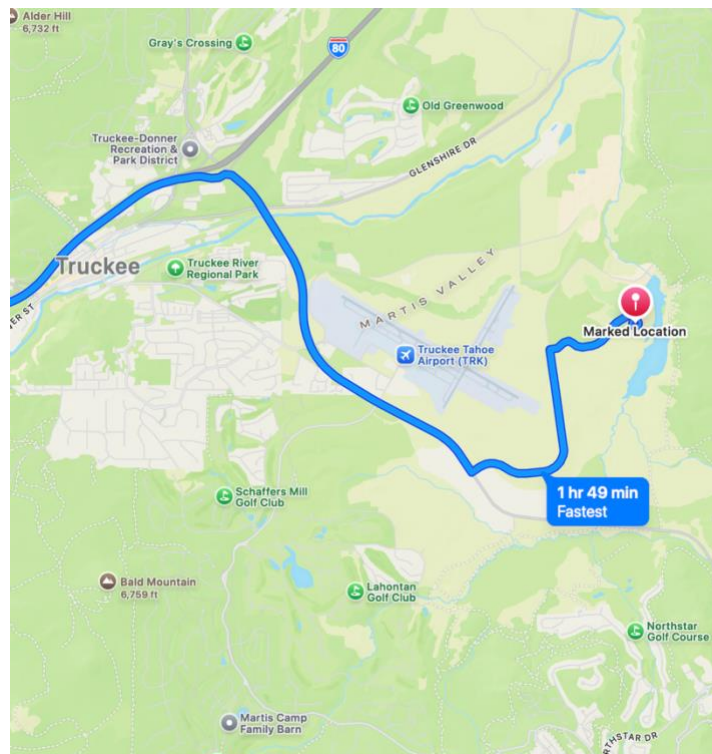 Alder Hill
6,732 ft
Gray's Crossing
80
Old Greenwood
Truckee-Donner
Recreation &
Park District
GLENSHIRE DR
Truckee
Truckee River
Regional Park
MARTIS VALLEY
Marked Location
Truckee Tahoe
Airport (TRK)
1 hr 49 min
Fastest
Schaffers Mill
Golf Club
Bald Mountain
6,759 ft
Lahontan
Golf Club
Northstar
Golf Course
Martis Camp
Family Barn